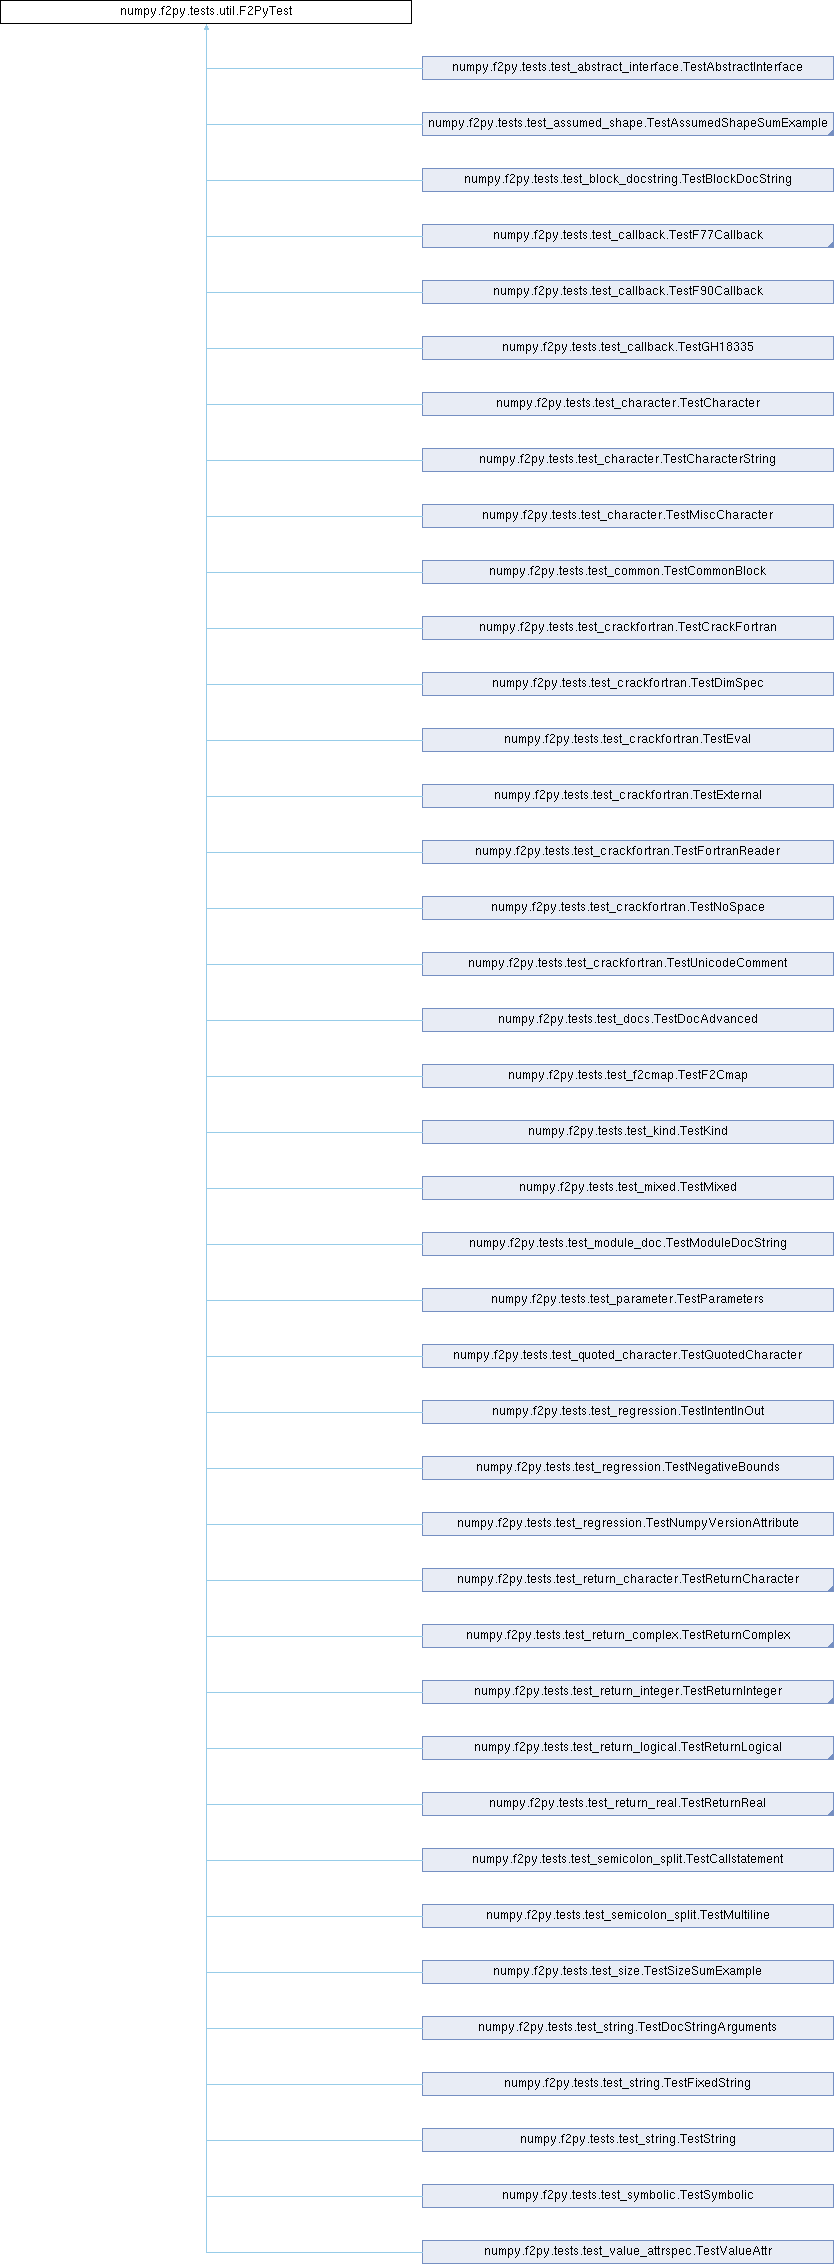 numpy.f2py.tests.util.F2PyTest
numpy.f2py.tests.test_abstract_interface.TestAbstractInterface
numpy.f2py.tests.test_assumed_shape.TestAssumedShapeSumExample
numpy.f2py.tests.test_block_docstring.TestBlockDocString
numpy.f2py.tests.test_callback.TestF77Callback
numpy.f2py.tests.test_callback.TestF90Callback
numpy.f2py.tests.test_callback.TestGH18335
numpy.f2py.tests.test_character.TestCharacter
numpy.f2py.tests.test_character.TestCharacterString
numpy.f2py.tests.test_character.TestMiscCharacter
numpy.f2py.tests.test_common.TestCommonBlock
numpy.f2py.tests.test_crackfortran.TestCrackFortran
numpy.f2py.tests.test_crackfortran.TestDimSpec
numpy.f2py.tests.test_crackfortran.TestEval
numpy.f2py.tests.test_crackfortran.TestExternal
numpy.f2py.tests.test_crackfortran.TestFortranReader
numpy.f2py.tests.test_crackfortran.TestNoSpace
numpy.f2py.tests.test_crackfortran.TestUnicodeComment
numpy.f2py.tests.test_docs.TestDocAdvanced
numpy.f2py.tests.test_f2cmap.TestF2Cmap
numpy.f2py.tests.test_kind.TestKind
numpy.f2py.tests.test_mixed.TestMixed
numpy.f2py.tests.test_module_doc.TestModuleDocString
numpy.f2py.tests.test_parameter.TestParameters
numpy.f2py.tests.test_quoted_character.TestQuotedCharacter
numpy.f2py.tests.test_regression.TestIntentInOut
numpy.f2py.tests.test_regression.TestNegativeBounds
numpy.f2py.tests.test_regression.TestNumpyVersionAttribute
numpy.f2py.tests.test_return_character.TestReturnCharacter
numpy.f2py.tests.test_return_complex.TestReturnComplex
numpy.f2py.tests.test_return_integer.TestReturnInteger
numpy.f2py.tests.test_return_logical.TestReturnLogical
numpy.f2py.tests.test_return_real.TestReturnReal
numpy.f2py.tests.test_semicolon_split.TestCallstatement
numpy.f2py.tests.test_semicolon_split.TestMultiline
numpy.f2py.tests.test_size.TestSizeSumExample
numpy.f2py.tests.test_string.TestDocStringArguments
numpy.f2py.tests.test_string.TestFixedString
numpy.f2py.tests.test_string.TestString
numpy.f2py.tests.test_symbolic.TestSymbolic
numpy.f2py.tests.test_value_attrspec.TestValueAttr